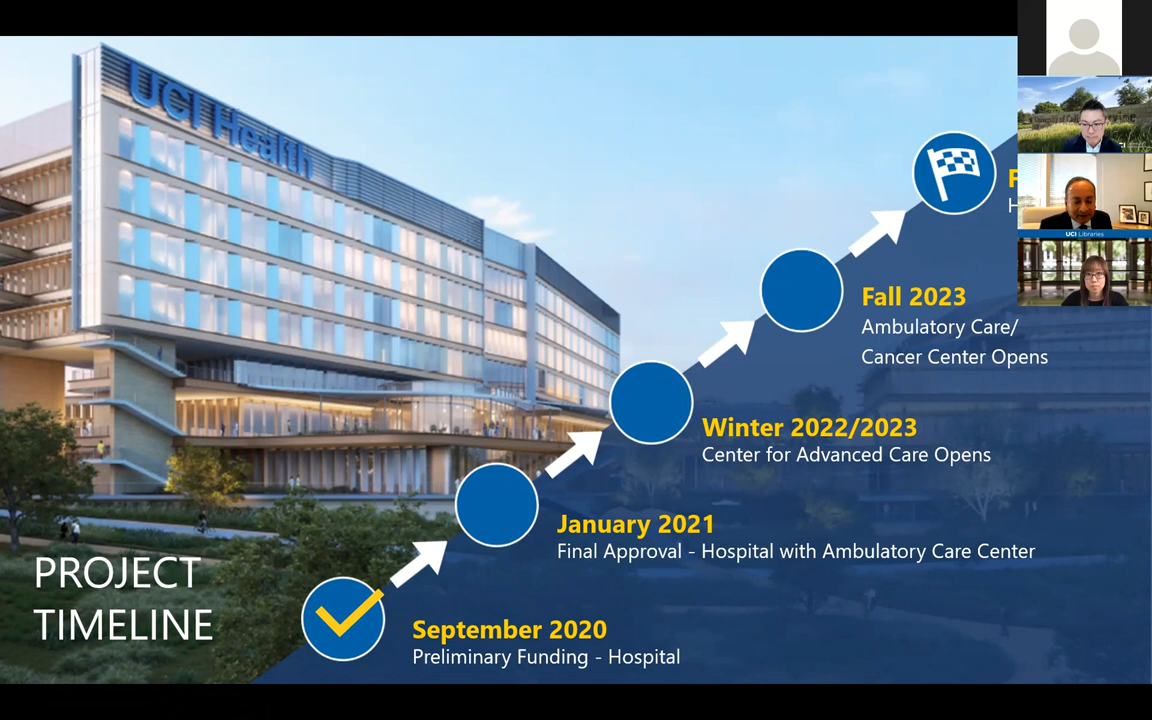 UCI Health
PROJECT
TIMELINE
September 2020
Preliminary Funding - Hospital
January 2021
Final Approval - Hospital with Ambulatory Care Center
Winter 2022/2023
Center for Advanced Care Opens
Fall 2023
Ambulatory Care/
Cancer Center Opens
F
H
UCI Libraries